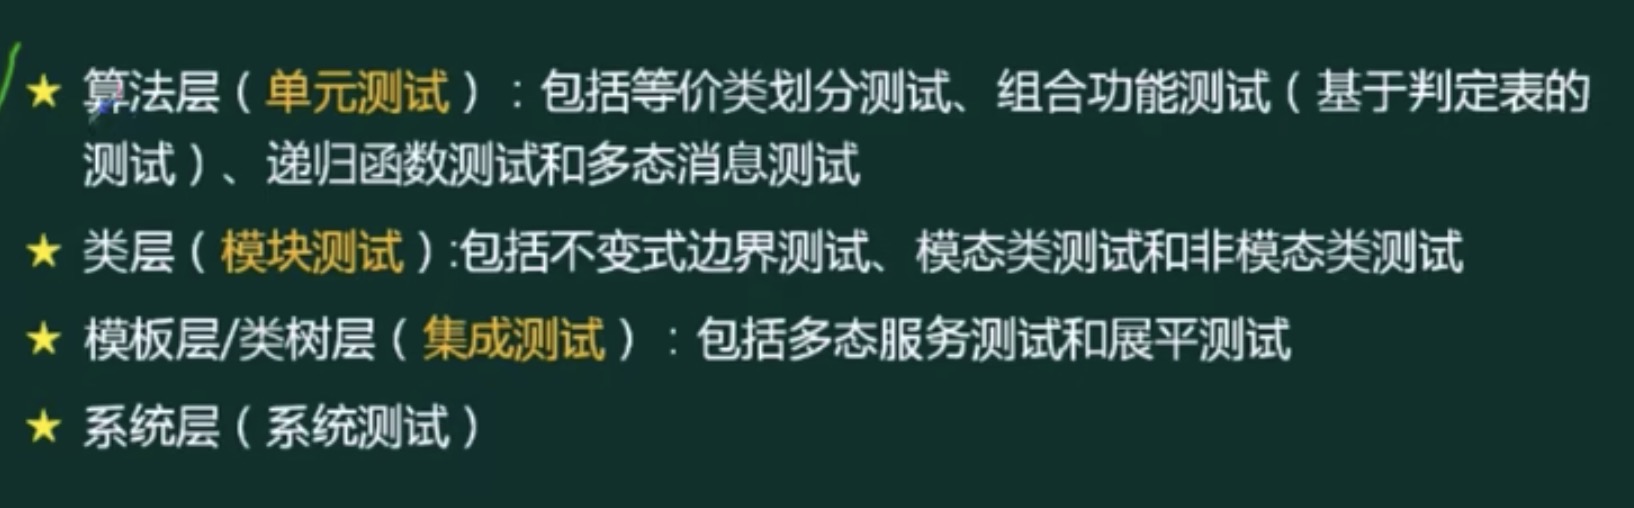 ★ 算法层（单元测试）：包括等价类划分测试、组合功能测试（基于判定表的
测试）、递归函数测试和多态消息测试
★ 类层（模块测试）:包括不变式边界测试、模态类测试和非模态类测试
★ 模板层/类树层（集成测试）：包括多态服务测试和展平测试
★ 系统层（系统测试）